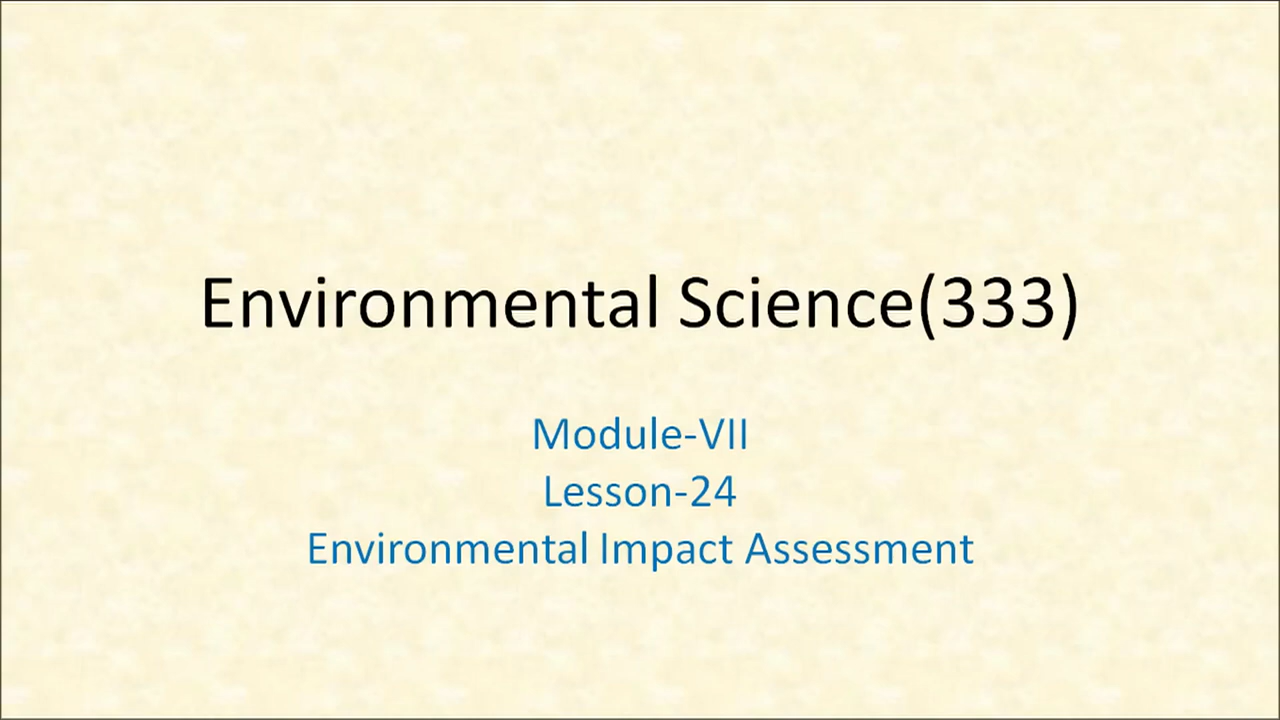 Environmental Science(333)
Module-VII
Lesson-24
Environmental Impact Assessment